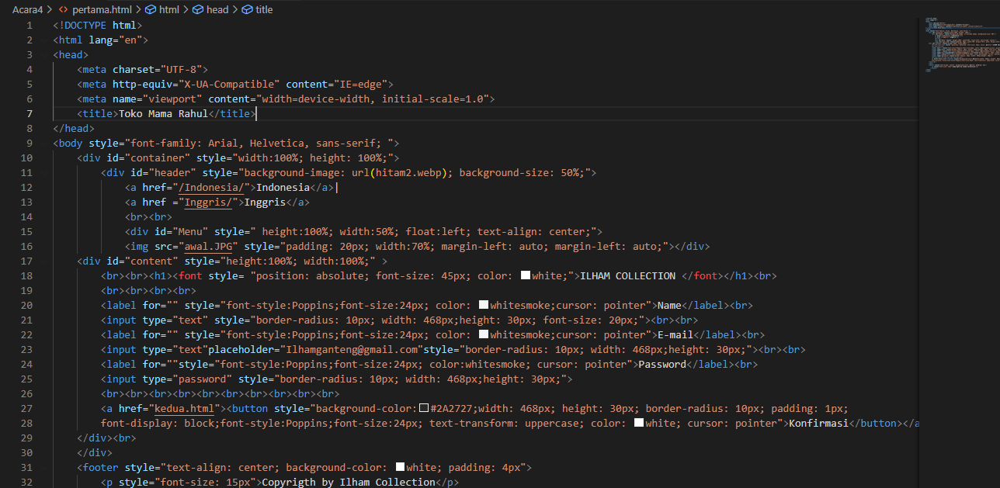 Acara4 > <> pertama.html > html > head > title
1 <!DOCTYPE html>
2 <html lang="en">
3 <head>
4     <meta charset="UTF-8">
5     <meta http-equiv="X-UA-Compatible" content="IE=edge">
6     <meta name="viewport" content="width=device-width, initial-scale=1.0">
7     <title>Toko Mama Rahul</title>
8 </head>
9 <body style="font-family: Arial, Helvetica, sans-serif; ">
10     <div id="container" style="width:100%; height: 100%;">
11         <div id="header" style="background-image: url(hitam2.webp); background-size: 50%;">
12             <a href="/Indonesia/">Indonesia</a>|
13             <a href ="Inggris/">Inggris</a>
14             <br><br>
15             <div id="Menu" style=" height:100%; width:50%; float:left; text-align: center;">
16             <img src="awal.JPG" style="padding: 20px; width:70%; margin-left: auto; margin-left: auto;"></div>
17     <div id="content" style="height:100%; width:100%;" >
18         <br><br><h1><font style= "position: absolute; font-size: 45px; color: white;">ILHAM COLLECTION </font></h1><br>
19         <br><br><br><br>
20         <label for="" style="font-style:Poppins;font-size:24px; color: whitesmoke;cursor: pointer">Name</label><br>
21         <input type="text" style="border-radius: 10px; width: 468px;height: 30px; font-size: 20px;"><br><br>
22         <label for="" style="font-style:Poppins;font-size:24px; color: whitesmoke;cursor: pointer">E-mail</label><br>
23         <input type="text"placeholder="Ilhamganteng@gmail.com"style="border-radius: 10px; width: 468px;height: 30px;"><br><br>
24         <label for=""style="font-style:Poppins;font-size:24px; color:whitesmoke; cursor: pointer">Password</label><br>
25         <input type="password" style="border-radius: 10px; width: 468px;height: 30px;">
26         <br><br><br><br><br><br><br><br><br><br>
27         <a href="kedua.html"><button style="background-color:#2A2727;width: 468px; height: 30px; border-radius: 10px; padding: 1px;
28         font-display: block;font-style:Poppins;font-size:24px; text-transform: uppercase; color: white; cursor: pointer">Konfirmasi</button></a
29     </div><br>
30     </div>
31     <footer style="text-align: center; background-color: white; padding: 4px">
32         <p style="font-size: 15px">Copyrigth by Ilham Collection</p>